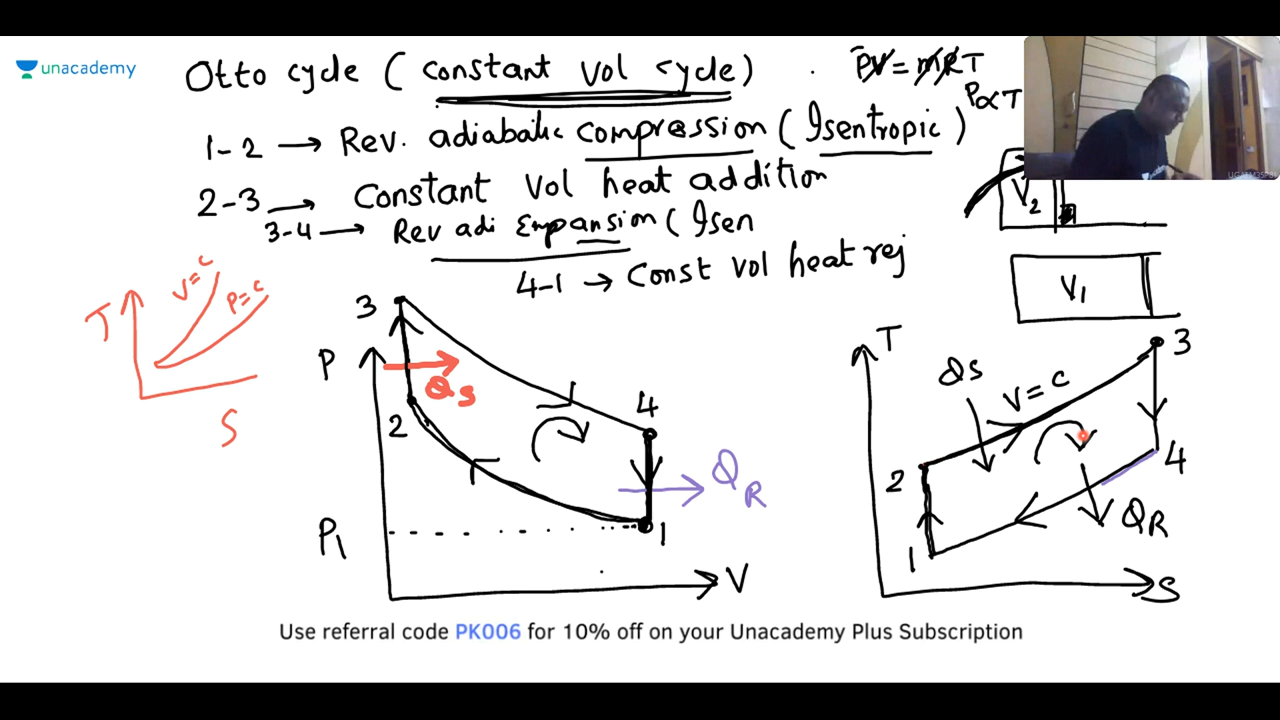 unacademy
Otto cycle (constant vol cycle)
PV = mRT
P∝T
1-2 → Rev. adiabatic compression (Isentropic)
2-3 → Constant Vol heat addition
3-4 → Rev adi Expansion (Isen
4-1 → Const vol heat rej
V2
V1
T
V=c
P=c
S
P
3
Qs
2
4
QR
P1
1
V
T
3
Qs
V=c
2
4
QR
1
S
Use referral code PK006 for 10% off on your Unacademy Plus Subscription